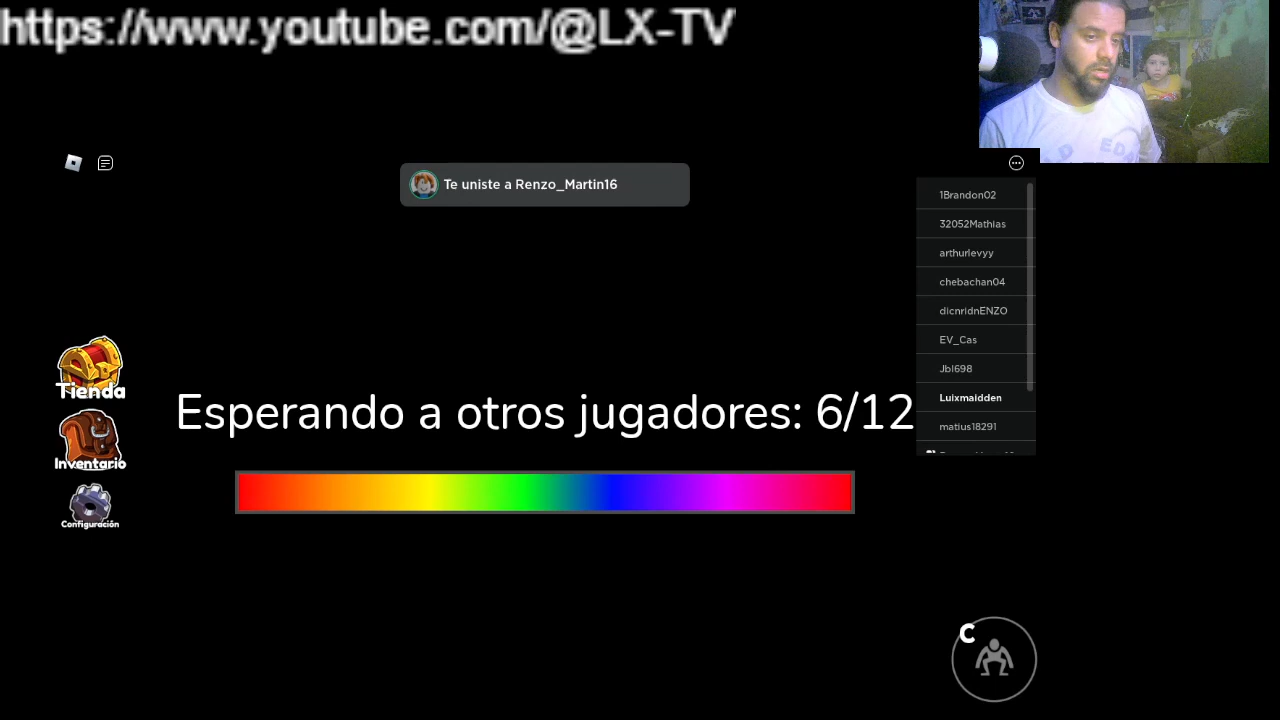 https://www.youtube.com/@LX-TV
Te uniste a Renzo_Martin16
1Brandon02
32052Mathias
arthurlevyy
chebachan04
dicnridnENZO
EV_Cas
Jbl698
Luixmaidden
matius18291
Tienda
Inventario
Configuración
Esperando a otros jugadores: 6/12
C